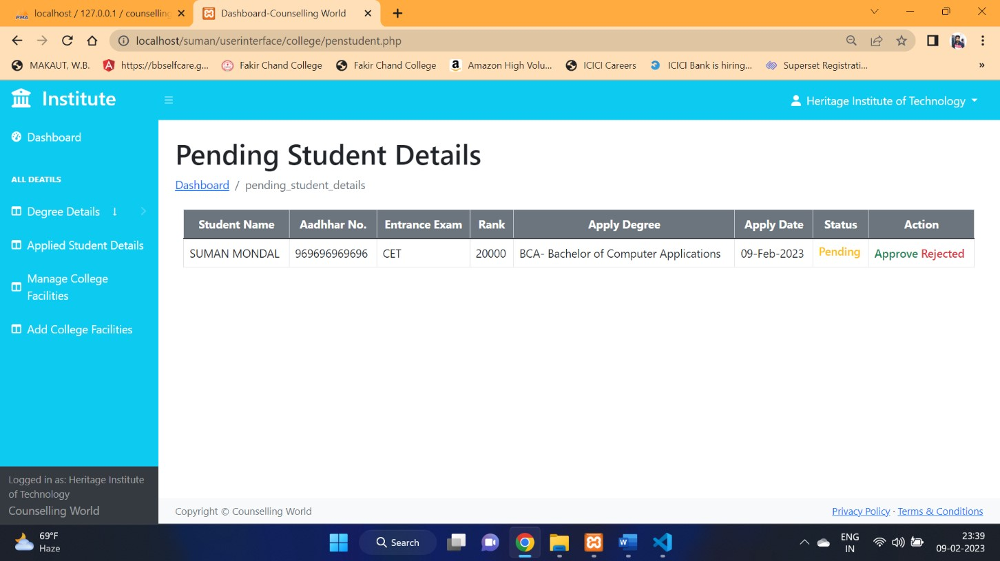 PMA localhost / 127.0.0.1 / counselling
Dashboard-Counselling World
localhost/suman/userinterface/college/penstudent.php
MAKAUT, W.B.
https://bbselfcare.g...
Fakir Chand College
Fakir Chand College
Amazon High Volu...
ICICI Careers
ICICI Bank is hiring...
Superset Registrati...
»
Institute
Heritage Institute of Technology
Dashboard
ALL DEATILS
Degree Details
Applied Student Details
Manage College
Facilities
Add College Facilities
Pending Student Details
Dashboard / pending_student_details
Student Name Aadhhar No. Entrance Exam Rank Apply Degree Apply Date Status Action
SUMAN MONDAL 969696969696 CET 20000 BCA- Bachelor of Computer Applications 09-Feb-2023 Pending Approve Rejected
Logged in as: Heritage Institute
of Technology
Counselling World
Copyright © Counselling World
Privacy Policy · Terms & Conditions
69°F
Haze
Search
ENG
IN
23:39
09-02-2023